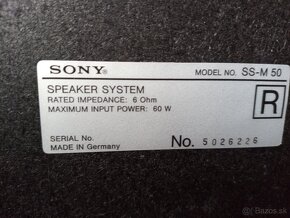 SONY MODEL NO. SS-M 50
SPEAKER SYSTEM
RATED IMPEDANCE: 6 Ohm
MAXIMUM INPUT POWER: 60 W
R
SERIAL No.
No. 5026226
MADE IN Germany
bazos.sk